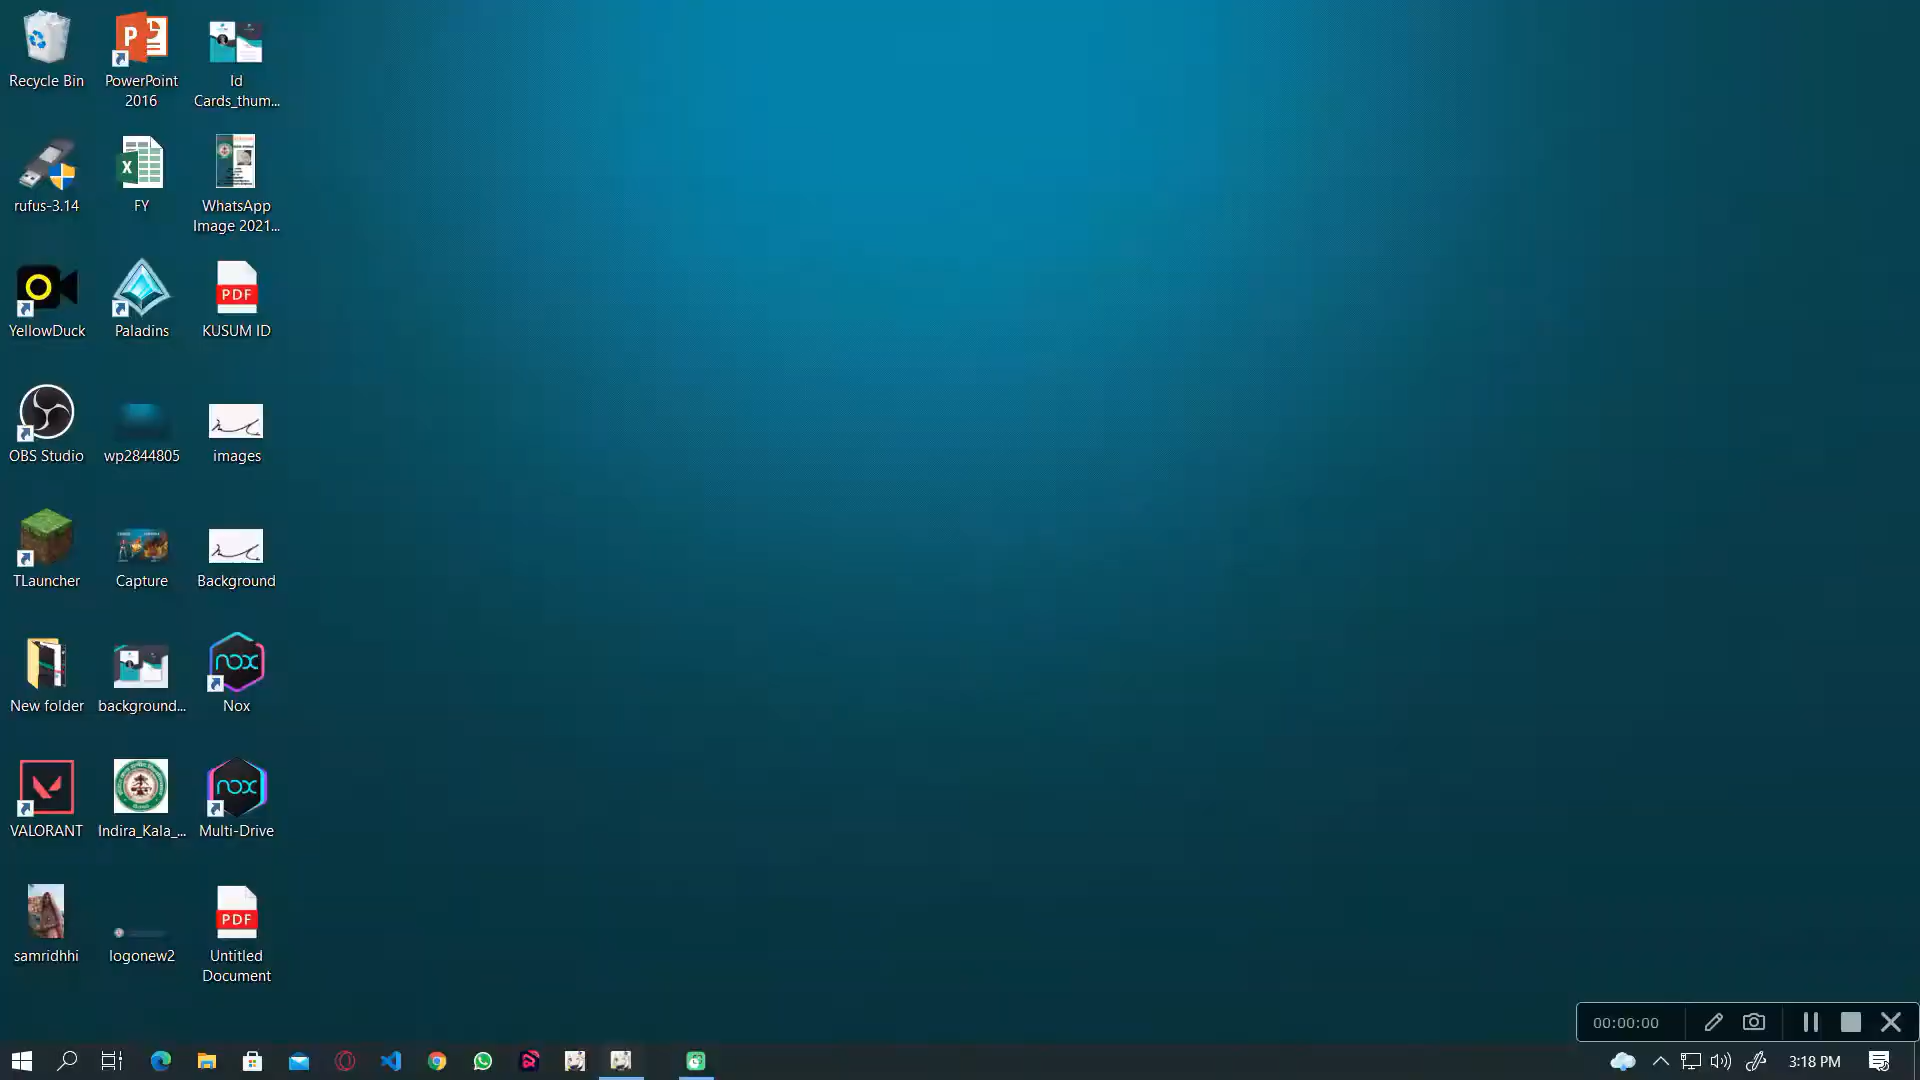 Recycle Bin
PowerPoint
2016
Id
Cards_thum...
rufus-3.14
FY
WhatsApp
Image 2021...
YellowDuck
Paladins
PDF
KUSUM ID
OBS Studio
wp2844805
images
TLauncher
Capture
Background
New folder
background...
nox
Nox
VALORANT
Indira_Kala_...
nox
Multi-Drive
samridhhi
logonew2
PDF
Untitled
Document
00:00:00
3:18 PM